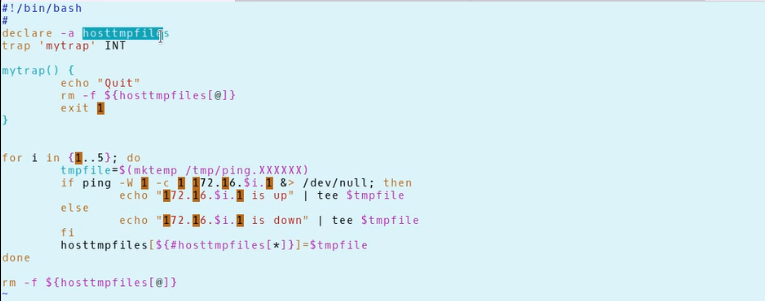 #!/bin/bash
#
declare -a hosttmpfiles
trap 'mytrap' INT
mytrap() {
echo "Quit"
rm -f ${hosttmpfiles[@]}
exit 1
}
for i in {1..5}; do
tmpfile=$(mktemp /tmp/ping.XXXXXX)
if ping -W 1 -c 1 172.16.$i.1 &> /dev/null; then
echo "172.16.$i.1 is up" | tee $tmpfile
else
echo "172.16.$i.1 is down" | tee $tmpfile
fi
hosttmpfiles[${#hosttmpfiles[*]}]=$tmpfile
done
rm -f ${hosttmpfiles[@]}
~